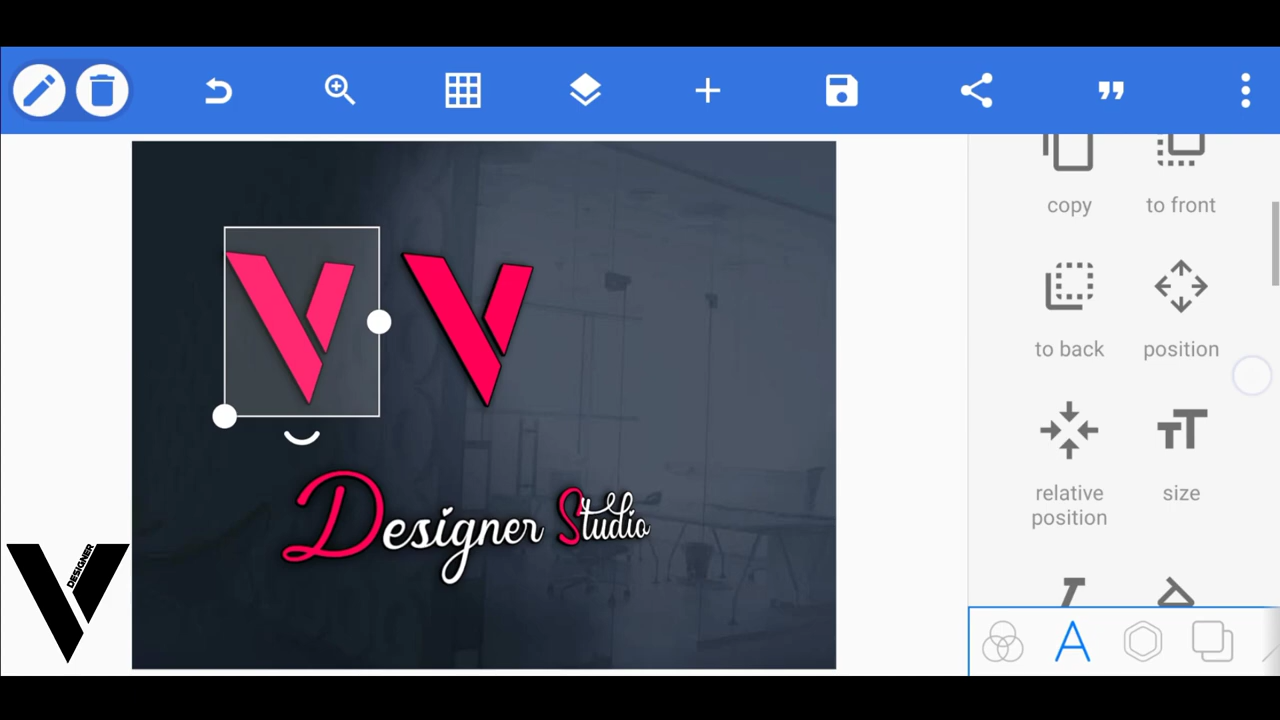 copy to front
to back position
relative position size
V V
Designer Studio
DESIGNER